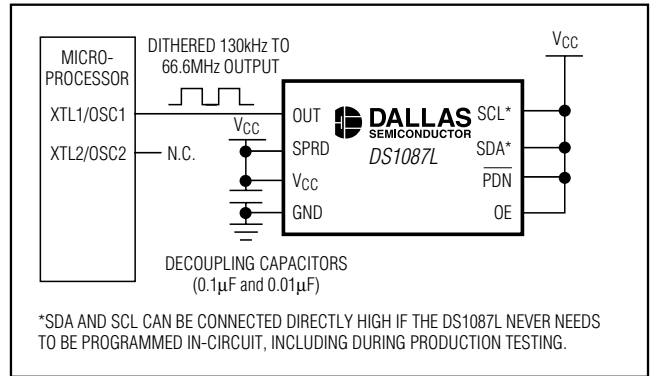 MICRO-
PROCESSOR
XTL1/OSC1
XTL2/OSC2
N.C.
DITHERED 130kHz TO
66.6MHz OUTPUT
VCC
OUT
SPRD
VCC
GND
DALLAS
SEMICONDUCTOR
DS1087L
SCL*
SDA*
PDN
OE
VCC
DECOUPLING CAPACITORS
(0.1μF and 0.01μF)
*SDA AND SCL CAN BE CONNECTED DIRECTLY HIGH IF THE DS1087L NEVER NEEDS
TO BE PROGRAMMED IN-CIRCUIT, INCLUDING DURING PRODUCTION TESTING.